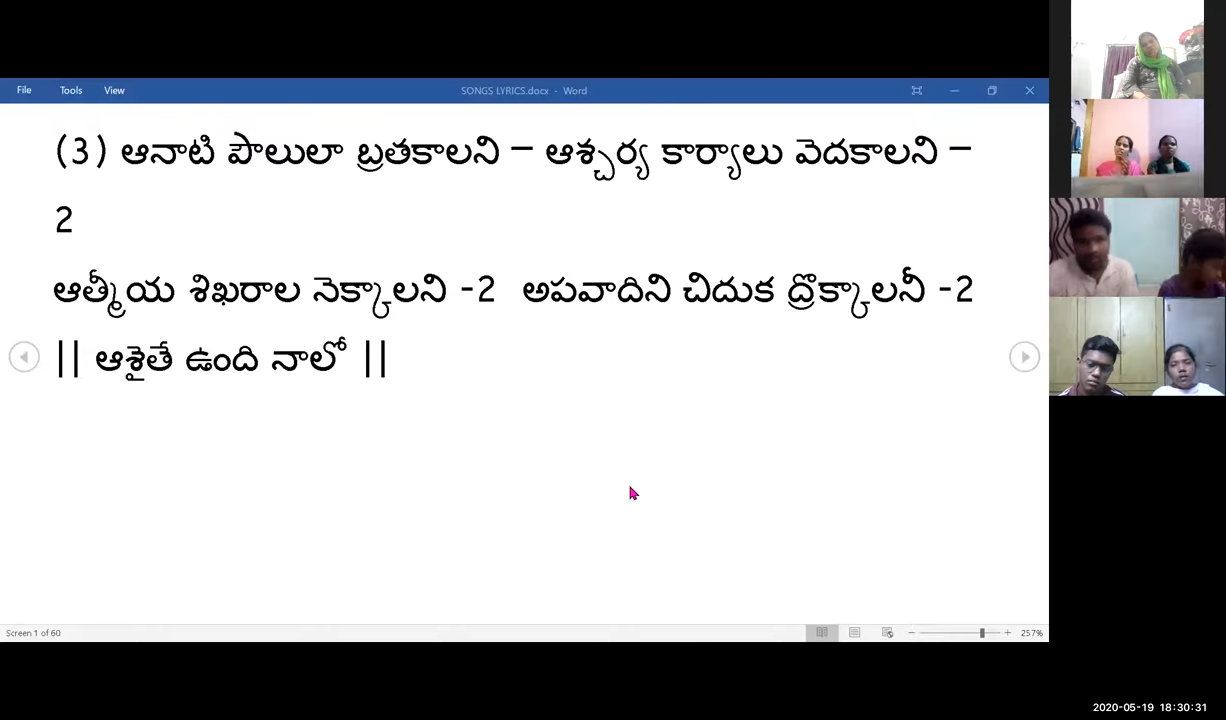 File Tools View SONGS LYRICS.docx - Word
(3) ఆనాటి పౌలులా బ్రతకాలని – ఆశ్చర్య కార్యాలు వెదకాలని –
2
ఆత్మీయ శిఖరాల నెక్కాలని -2 అపవాదిని చిదుక ద్రొక్కాలనీ -2
|| ఆశైతే ఉంది నాలో ||
Screen 1 of 60 257%
2020-05-19 18:30:31